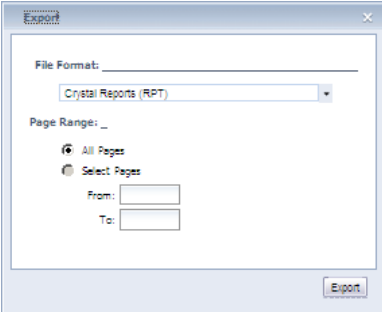 Export
File Format:
Crystal Reports (RPT)
Page Range:
All Pages
Select Pages
From:
To:
Export